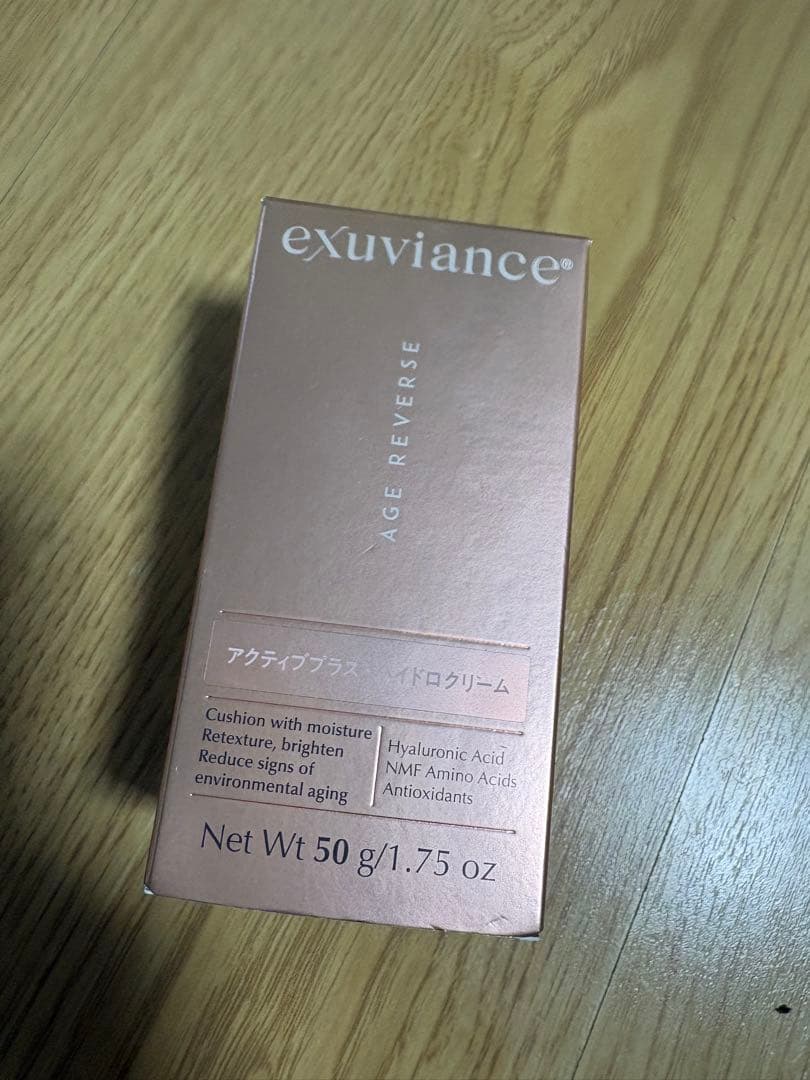 exuviance®
AGE REVERSE
アクティブプラス イドロクリーム
Cushion with moisture
Retexture, brighten
Reduce signs of
environmental aging
Hyaluronic Acid
NMF Amino Acids
Antioxidants
Net Wt 50 g/1.75 oz